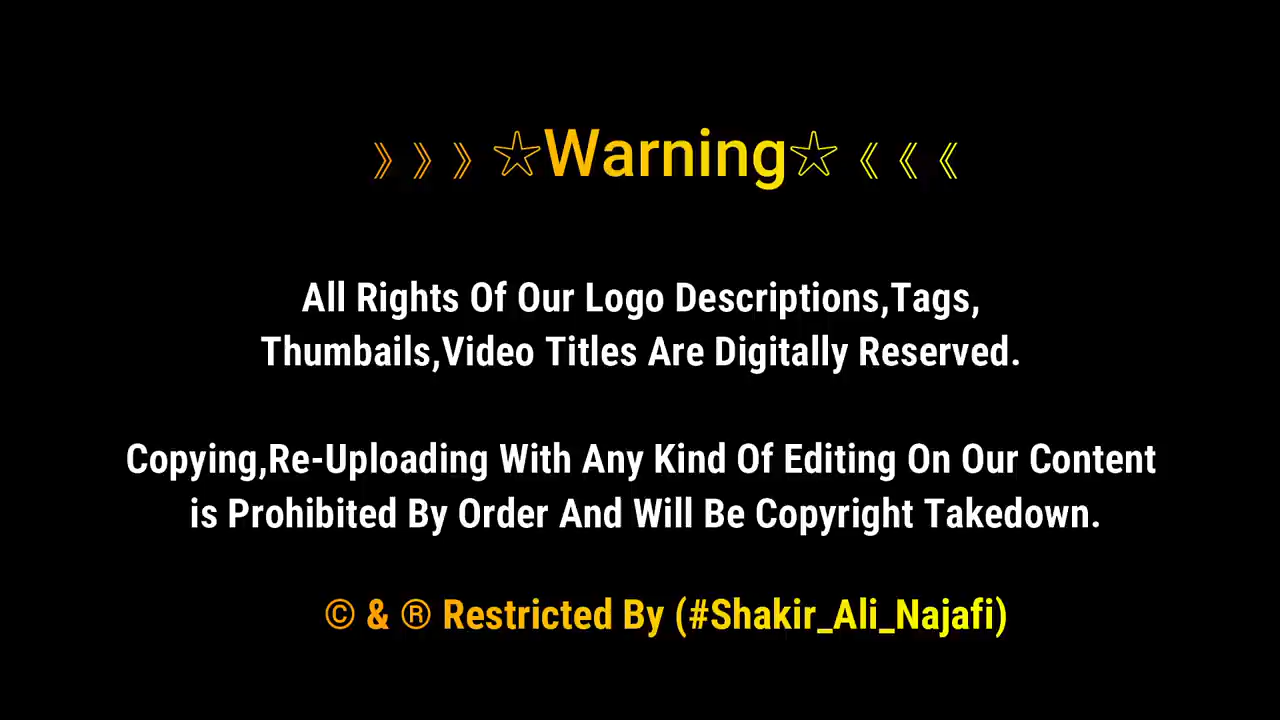 》》》☆Warning☆《《《
All Rights Of Our Logo Descriptions,Tags,
Thumbails,Video Titles Are Digitally Reserved.
Copying,Re-Uploading With Any Kind Of Editing On Our Content
is Prohibited By Order And Will Be Copyright Takedown.
© & ® Restricted By (#Shakir_Ali_Najafi)